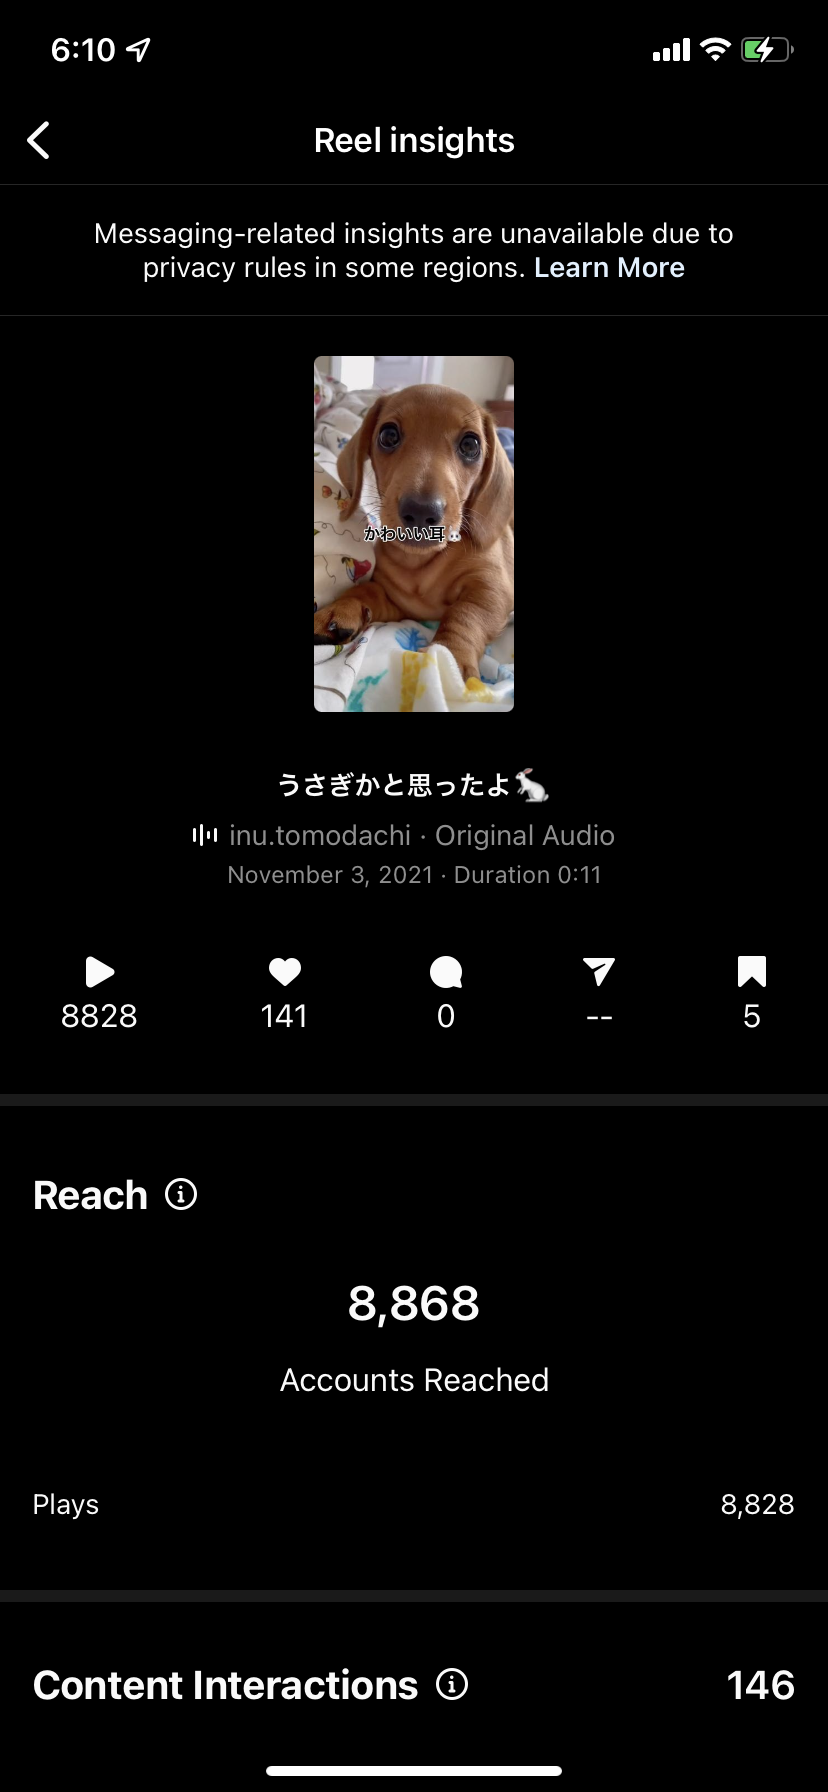 6:10
Reel insights
Messaging-related insights are unavailable due to
privacy rules in some regions. Learn More
かわいい耳🐼
うさぎかと思ったよ🐇
inu.tomodachi · Original Audio
November 3, 2021 · Duration 0:11
8828 141 0 -- 5
Reach
8,868
Accounts Reached
Plays 8,828
Content Interactions 146